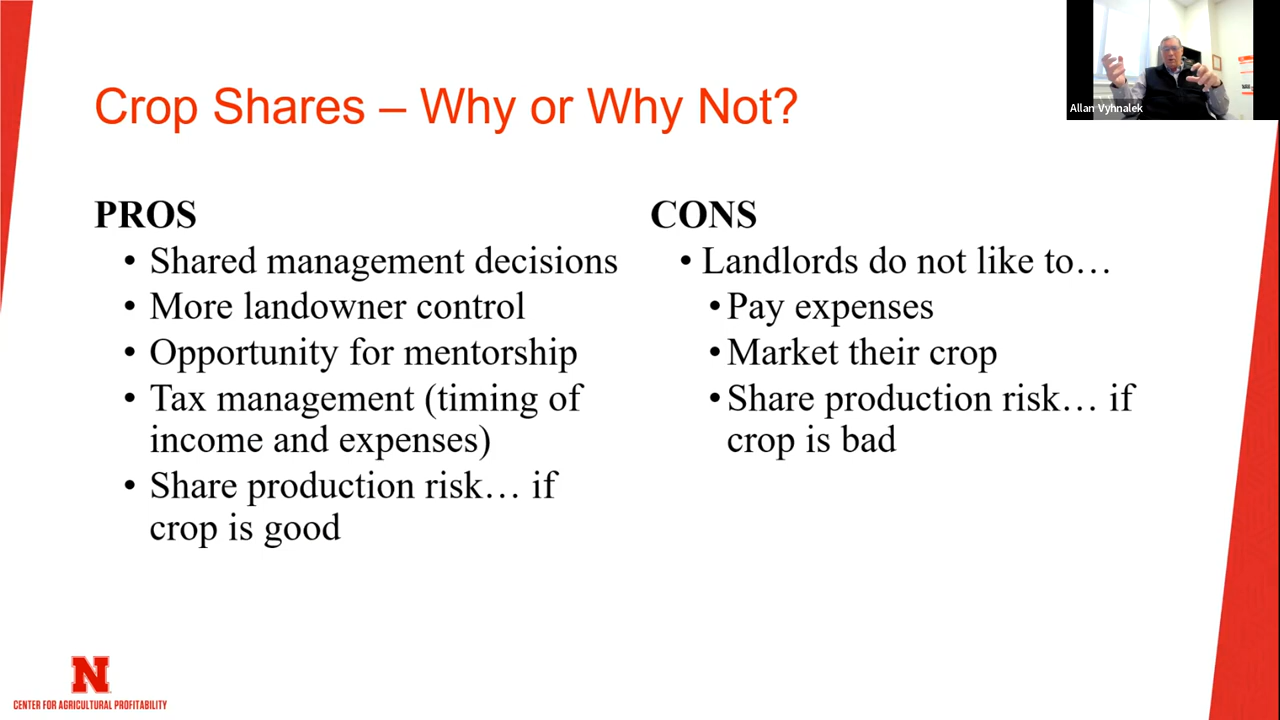 Allan Vyhnalek
Crop Shares – Why or Why Not?
PROS
• Shared management decisions
• More landowner control
• Opportunity for mentorship
• Tax management (timing of
income and expenses)
• Share production risk… if
crop is good
CONS
• Landlords do not like to…
• Pay expenses
• Market their crop
• Share production risk… if
crop is bad
N
CENTER FOR AGRICULTURAL PROFITABILITY